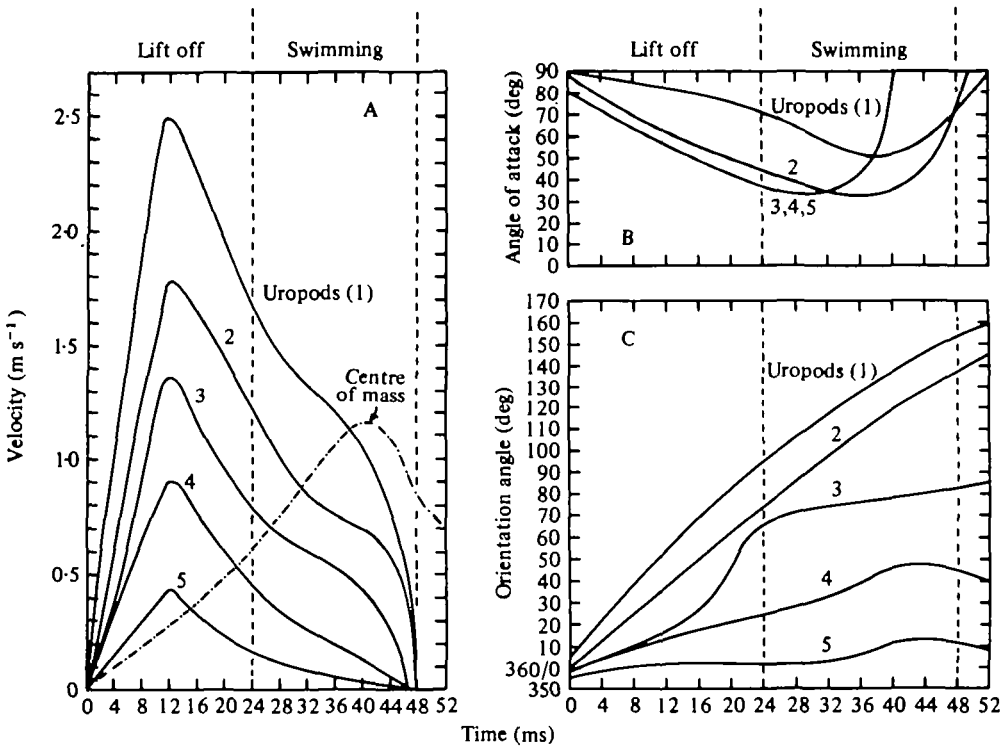 Lift off Swimming
A
2·5
2·0
1·5
1·0
0·5
0
Velocity (m s⁻¹)
Uropods (1)
2
3
4
5
Centre
of mass
0 4 8 12 16 20 24 28 32 36 40 44 48 52
Lift off Swimming
90
80
70
60
50
40
30
20
10
0
Angle of attack (deg)
Uropods (1)
2
3,4,5
B
170
160
150
140
130
120
110
100
90
80
70
60
50
40
30
20
10
360/0
350
Orientation angle (deg)
C
Uropods (1)
2
3
4
5
0 4 8 12 16 20 24 28 32 36 40 44 48 52
Time (ms)